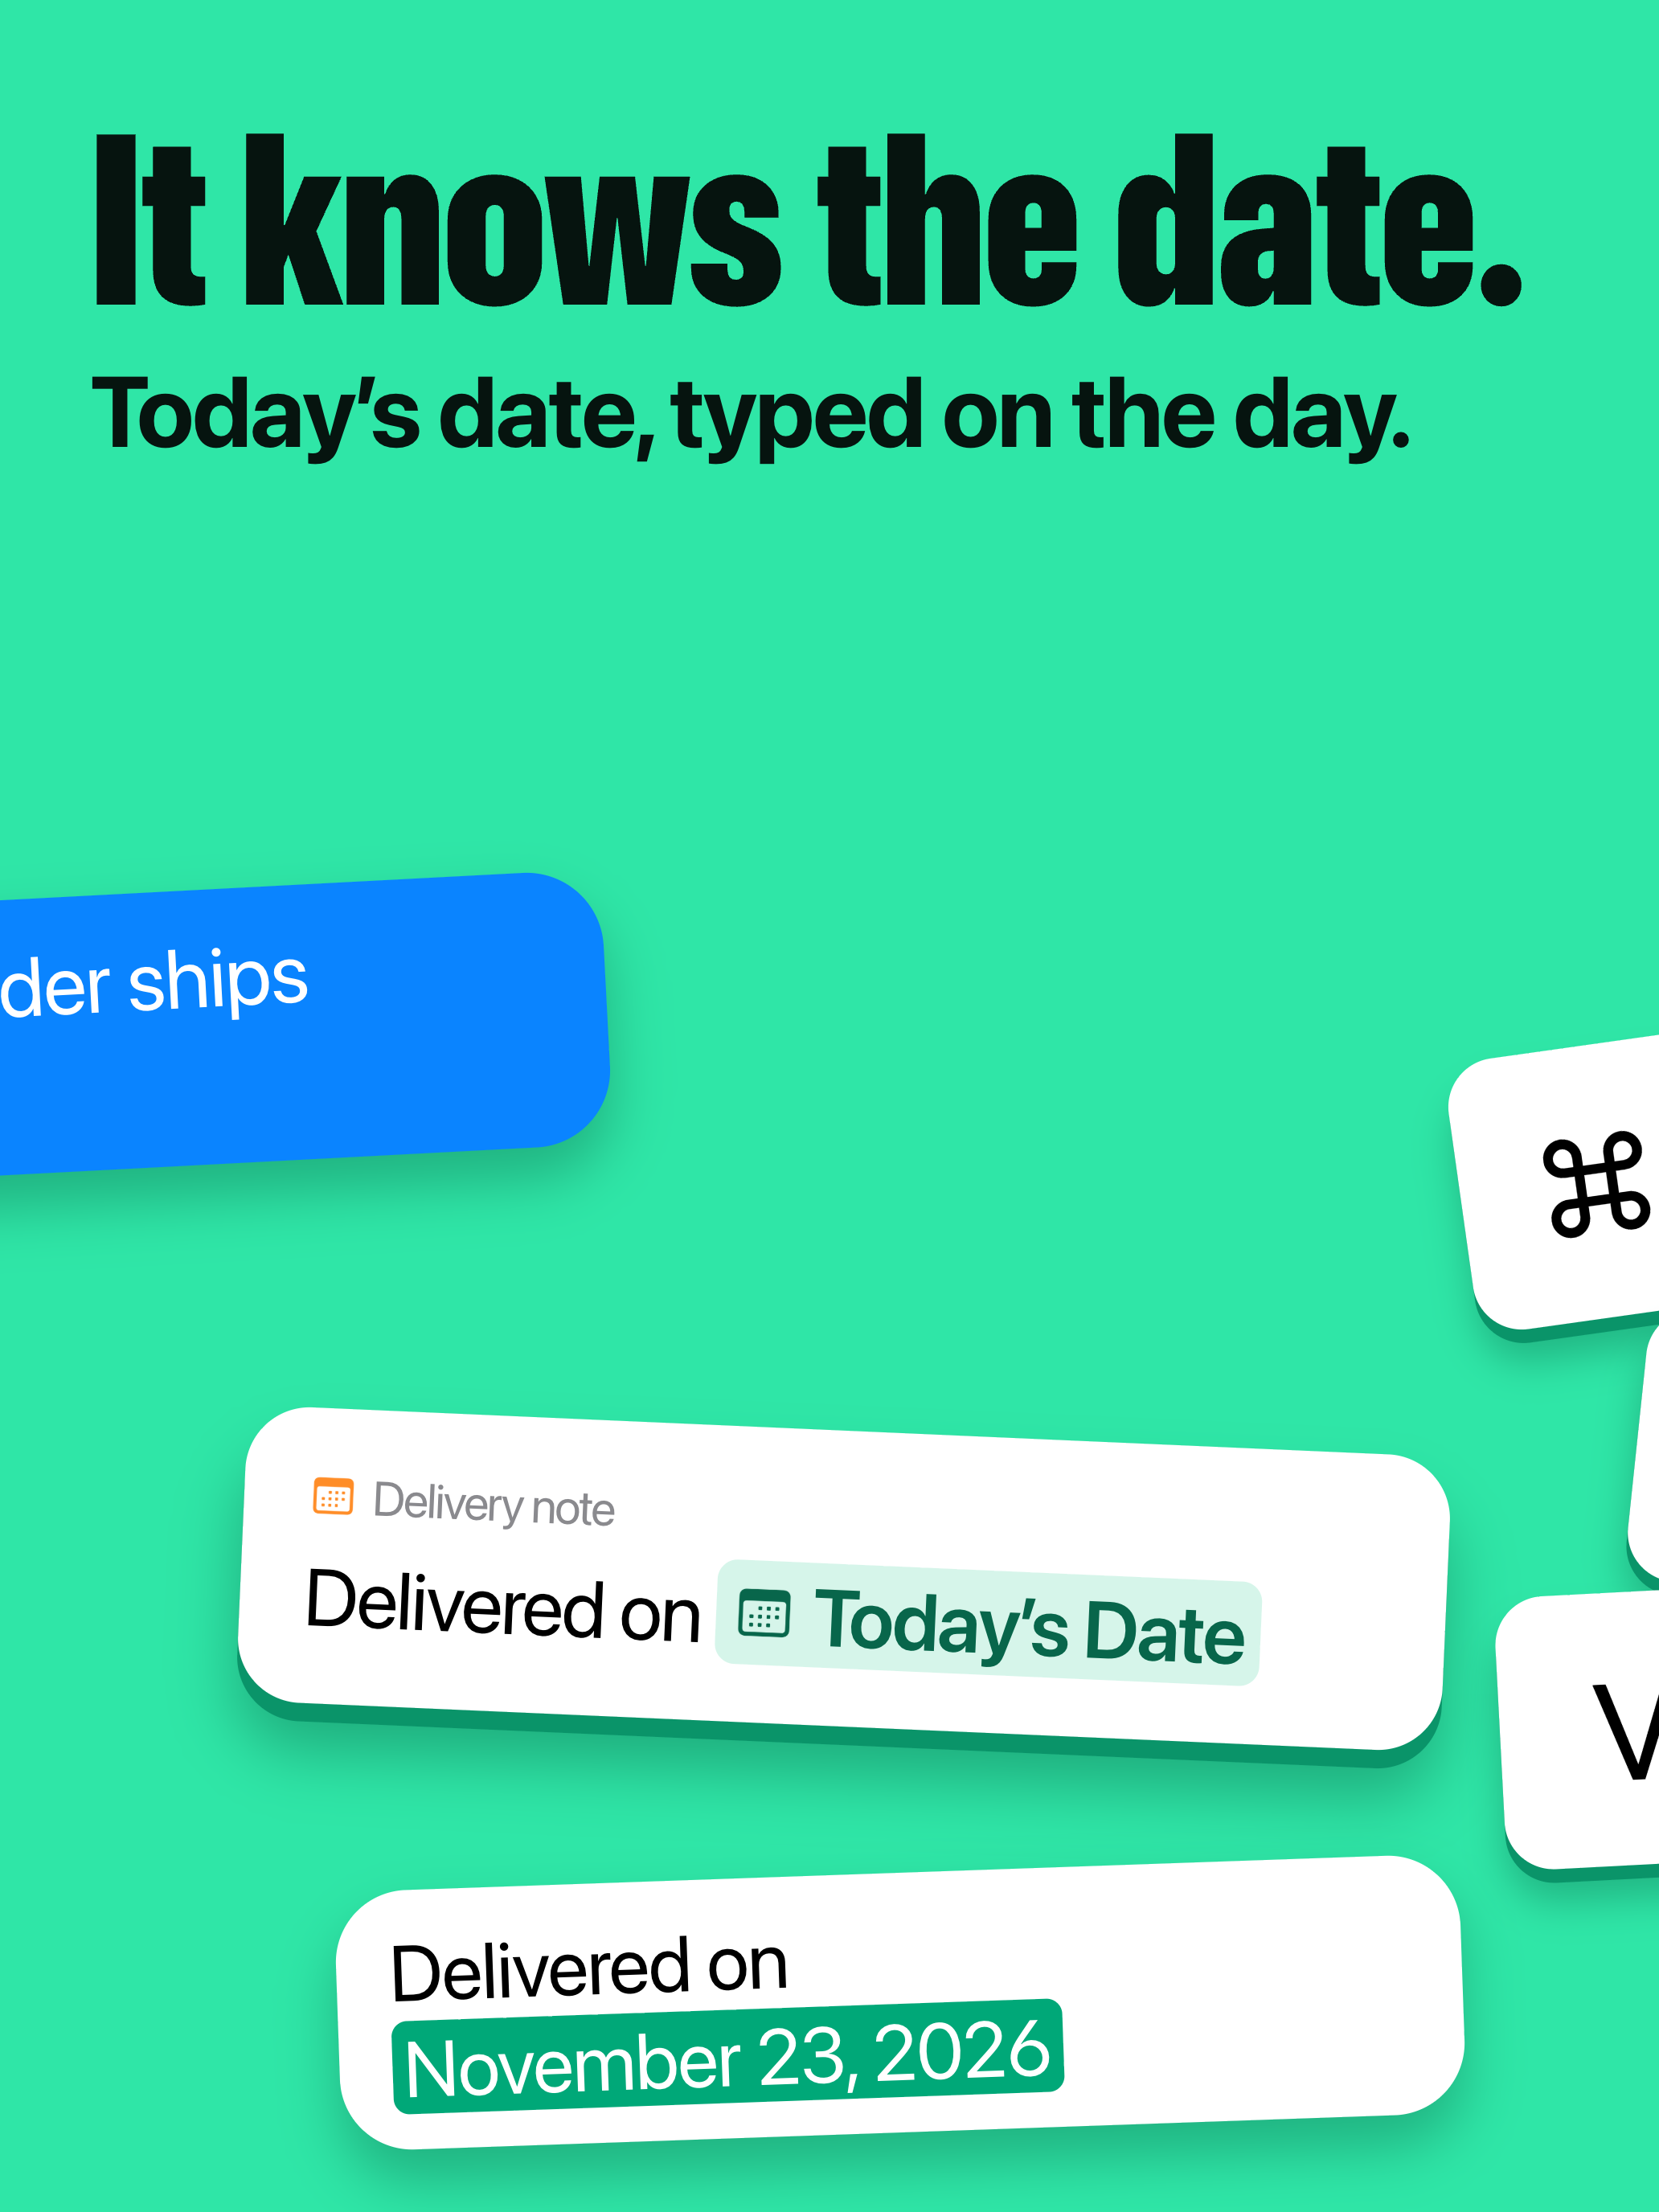 It knows the date.
Today’s date, typed on the day.
der ships
⌘
Delivery note
Delivered on Today’s Date
V
Delivered on
November 23, 2026